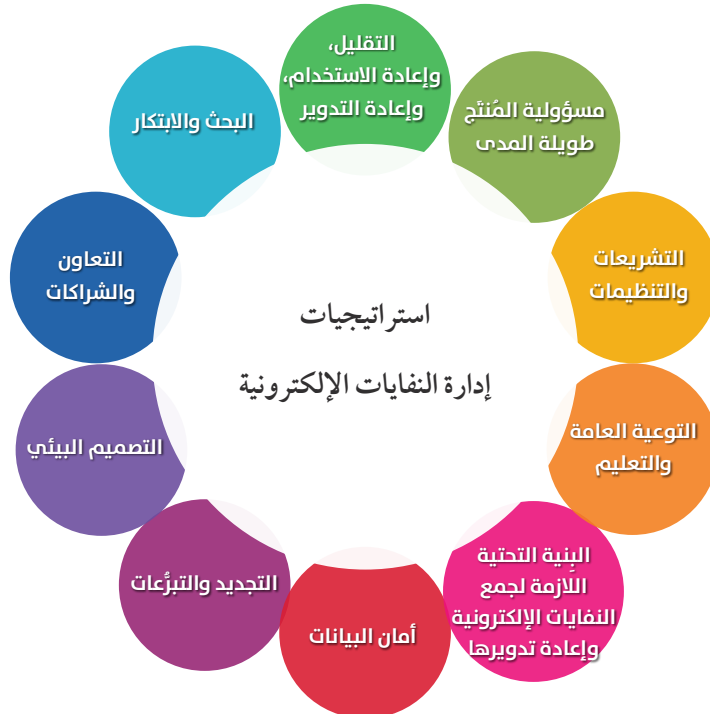 استراتيجيات
إدارة النفايات الإلكترونية
التقليل،
وإعادة الاستخدام،
وإعادة التدوير
مسؤولية المُنتَج
طويلة المدى
التشريعات
والتنظيمات
التوعية العامة
والتعليم
البِنية التحتية
اللازمة لجمع
النفايات الإلكترونية
وإعادة تدويرها
أمان البيانات
التجديد والتبرُّعات
التصميم البيئي
التعاون
والشراكات
البحث والابتكار